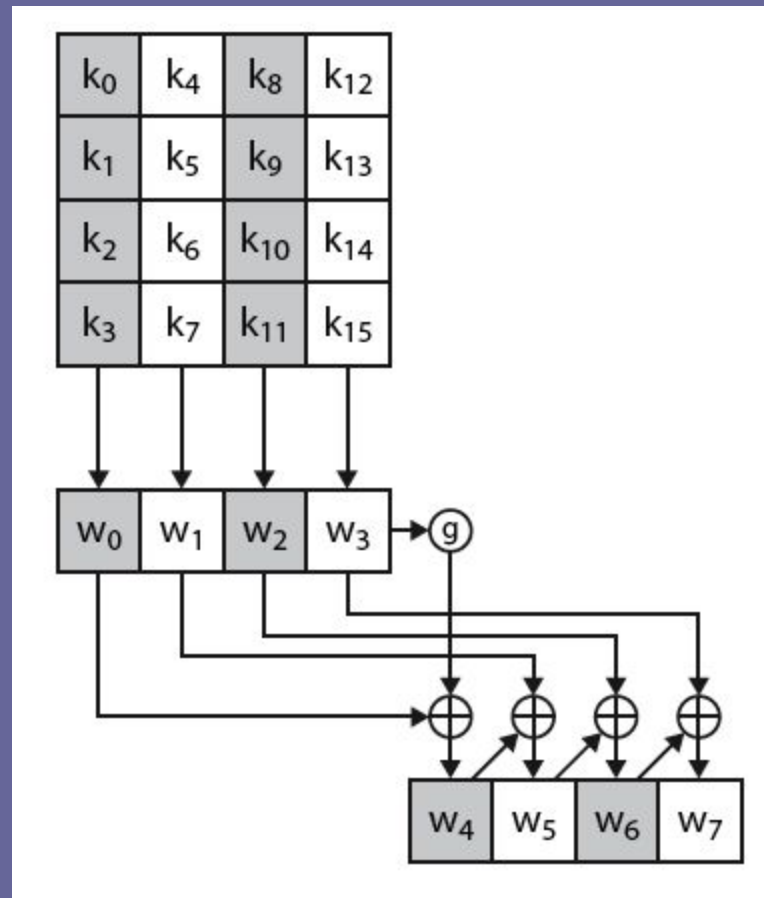 k₀ k₄ k₈ k₁₂
k₁ k₅ k₉ k₁₃
k₂ k₆ k₁₀ k₁₄
k₃ k₇ k₁₁ k₁₅
w₀ w₁ w₂ w₃ g
w₄ w₅ w₆ w₇